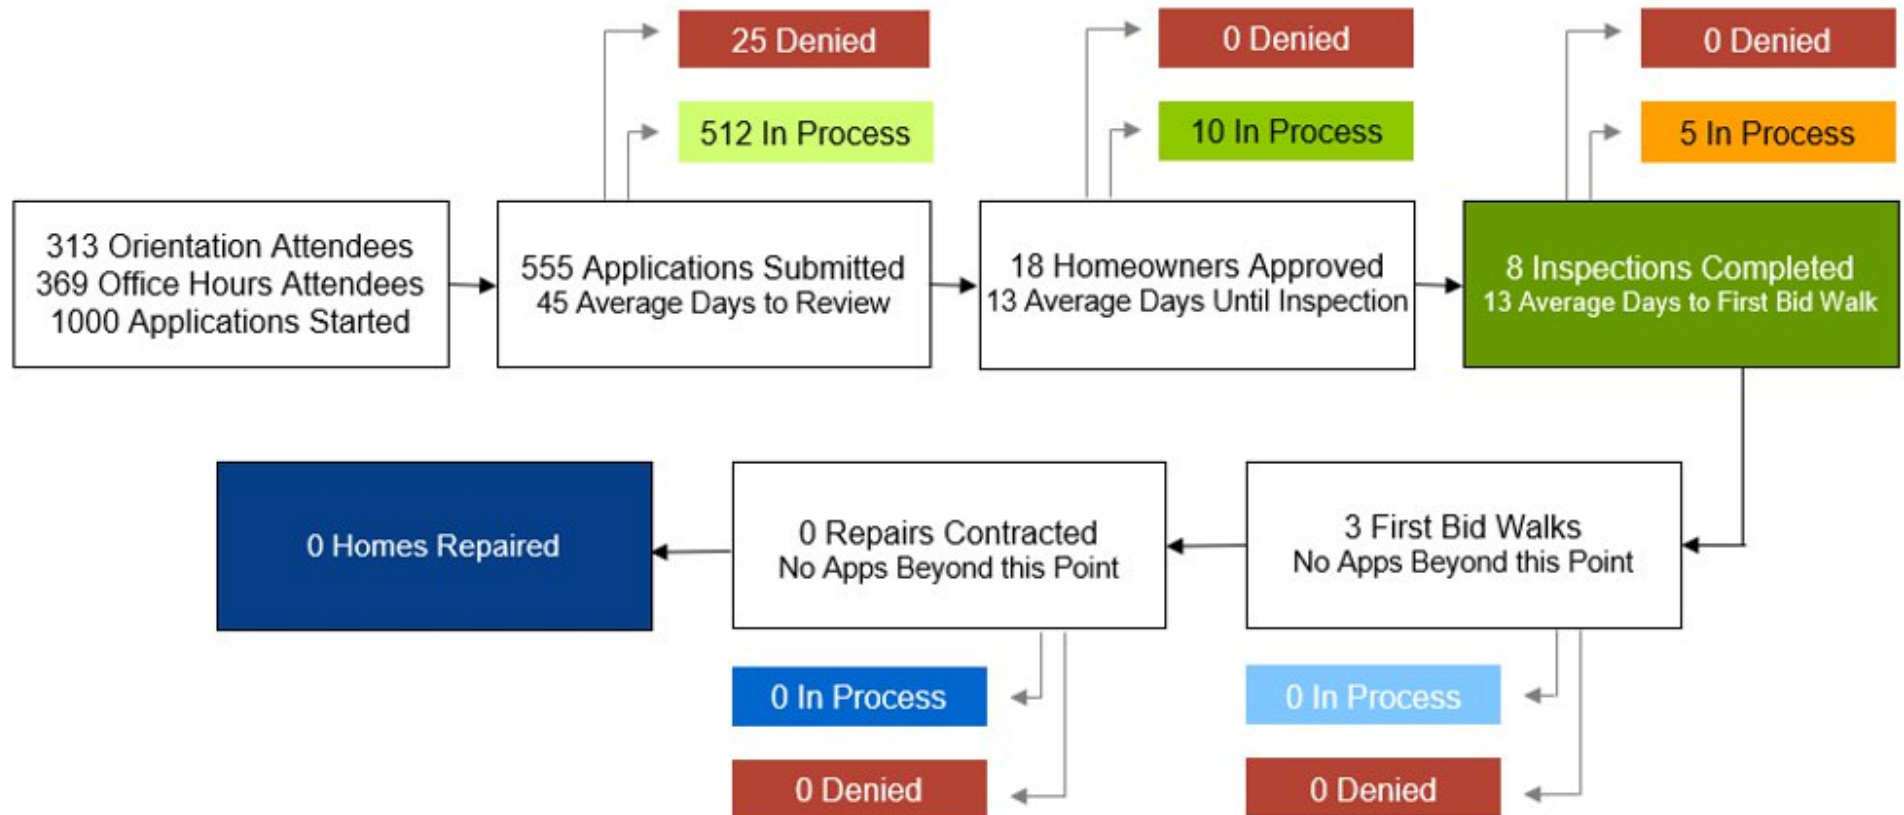 25 Denied
0 Denied
0 Denied
512 In Process
10 In Process
5 In Process
313 Orientation Attendees
369 Office Hours Attendees
1000 Applications Started
555 Applications Submitted
45 Average Days to Review
18 Homeowners Approved
13 Average Days Until Inspection
8 Inspections Completed
13 Average Days to First Bid Walk
0 Homes Repaired
0 Repairs Contracted
No Apps Beyond this Point
3 First Bid Walks
No Apps Beyond this Point
0 In Process
0 In Process
0 Denied
0 Denied